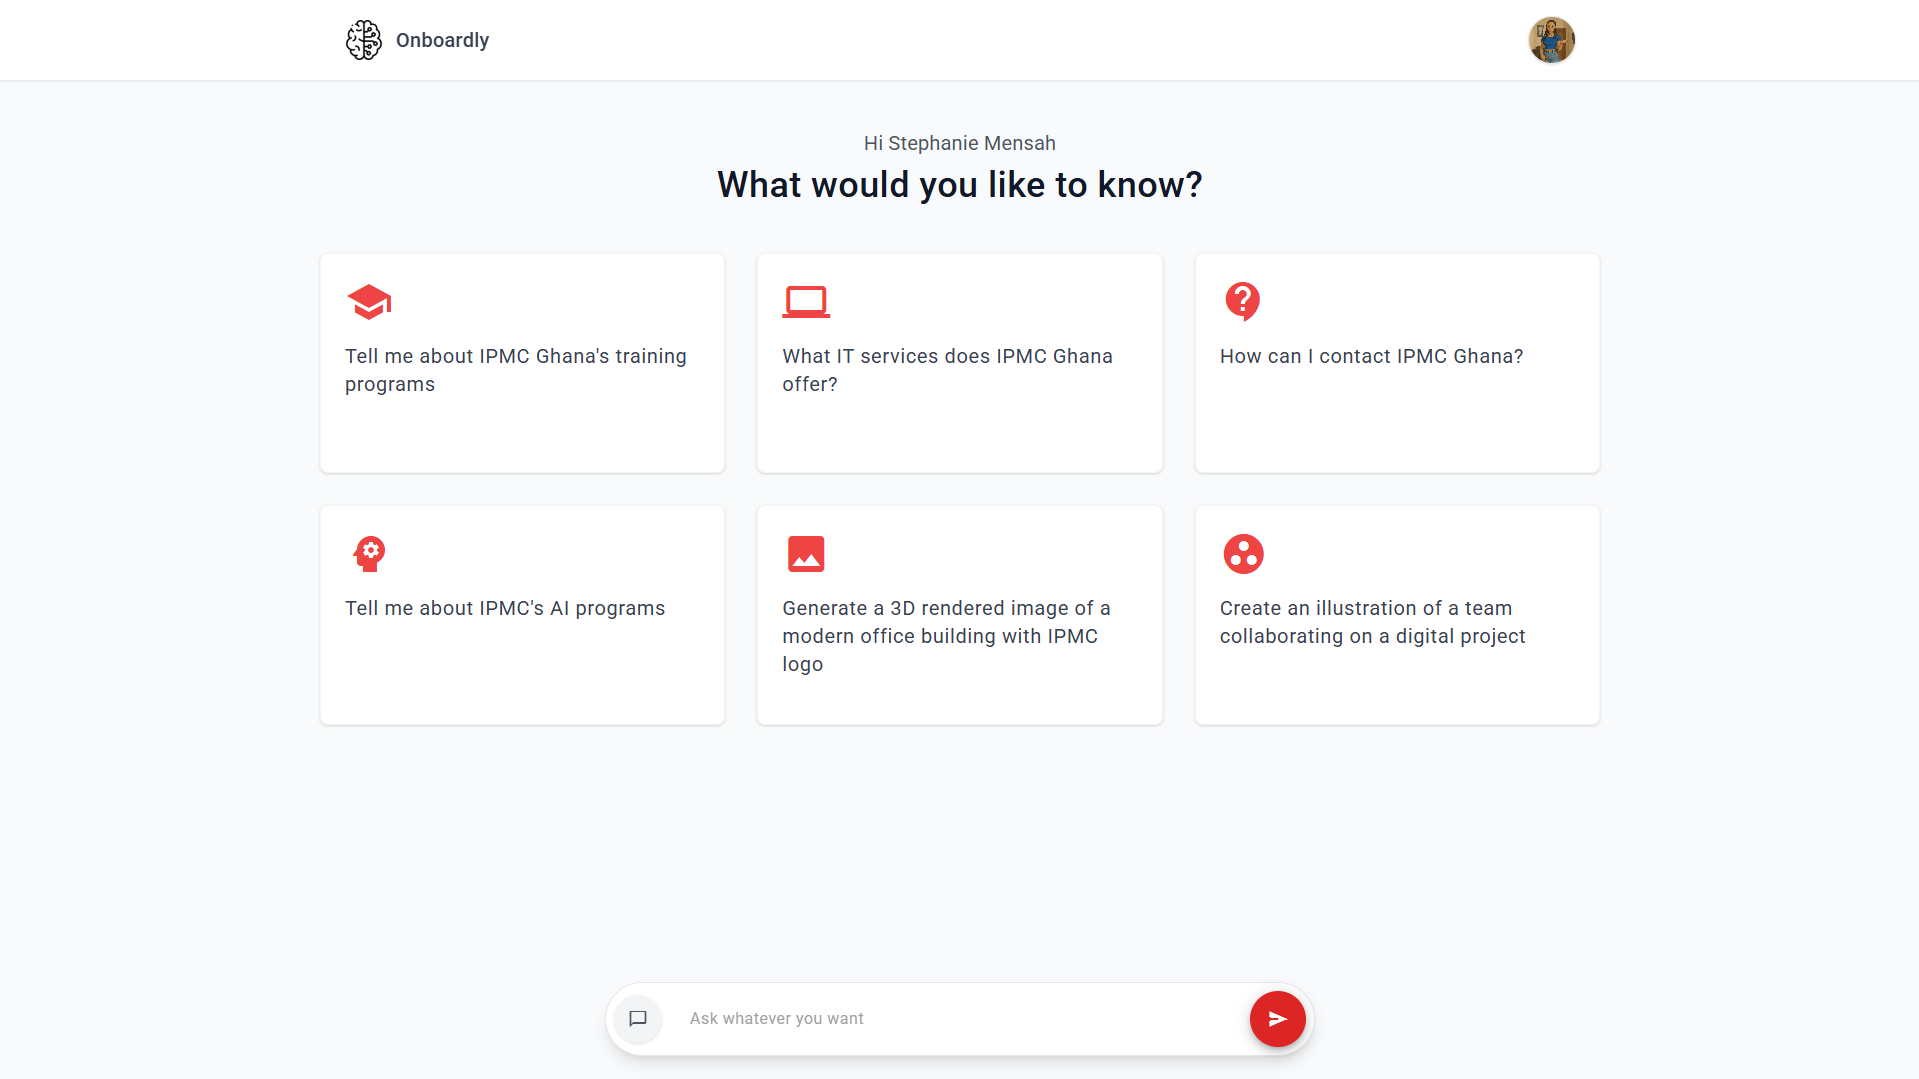 Onboardly
Hi Stephanie Mensah
What would you like to know?
Tell me about IPMC Ghana's training
programs
What IT services does IPMC Ghana
offer?
How can I contact IPMC Ghana?
Tell me about IPMC's AI programs
Generate a 3D rendered image of a
modern office building with IPMC
logo
Create an illustration of a team
collaborating on a digital project
Ask whatever you want